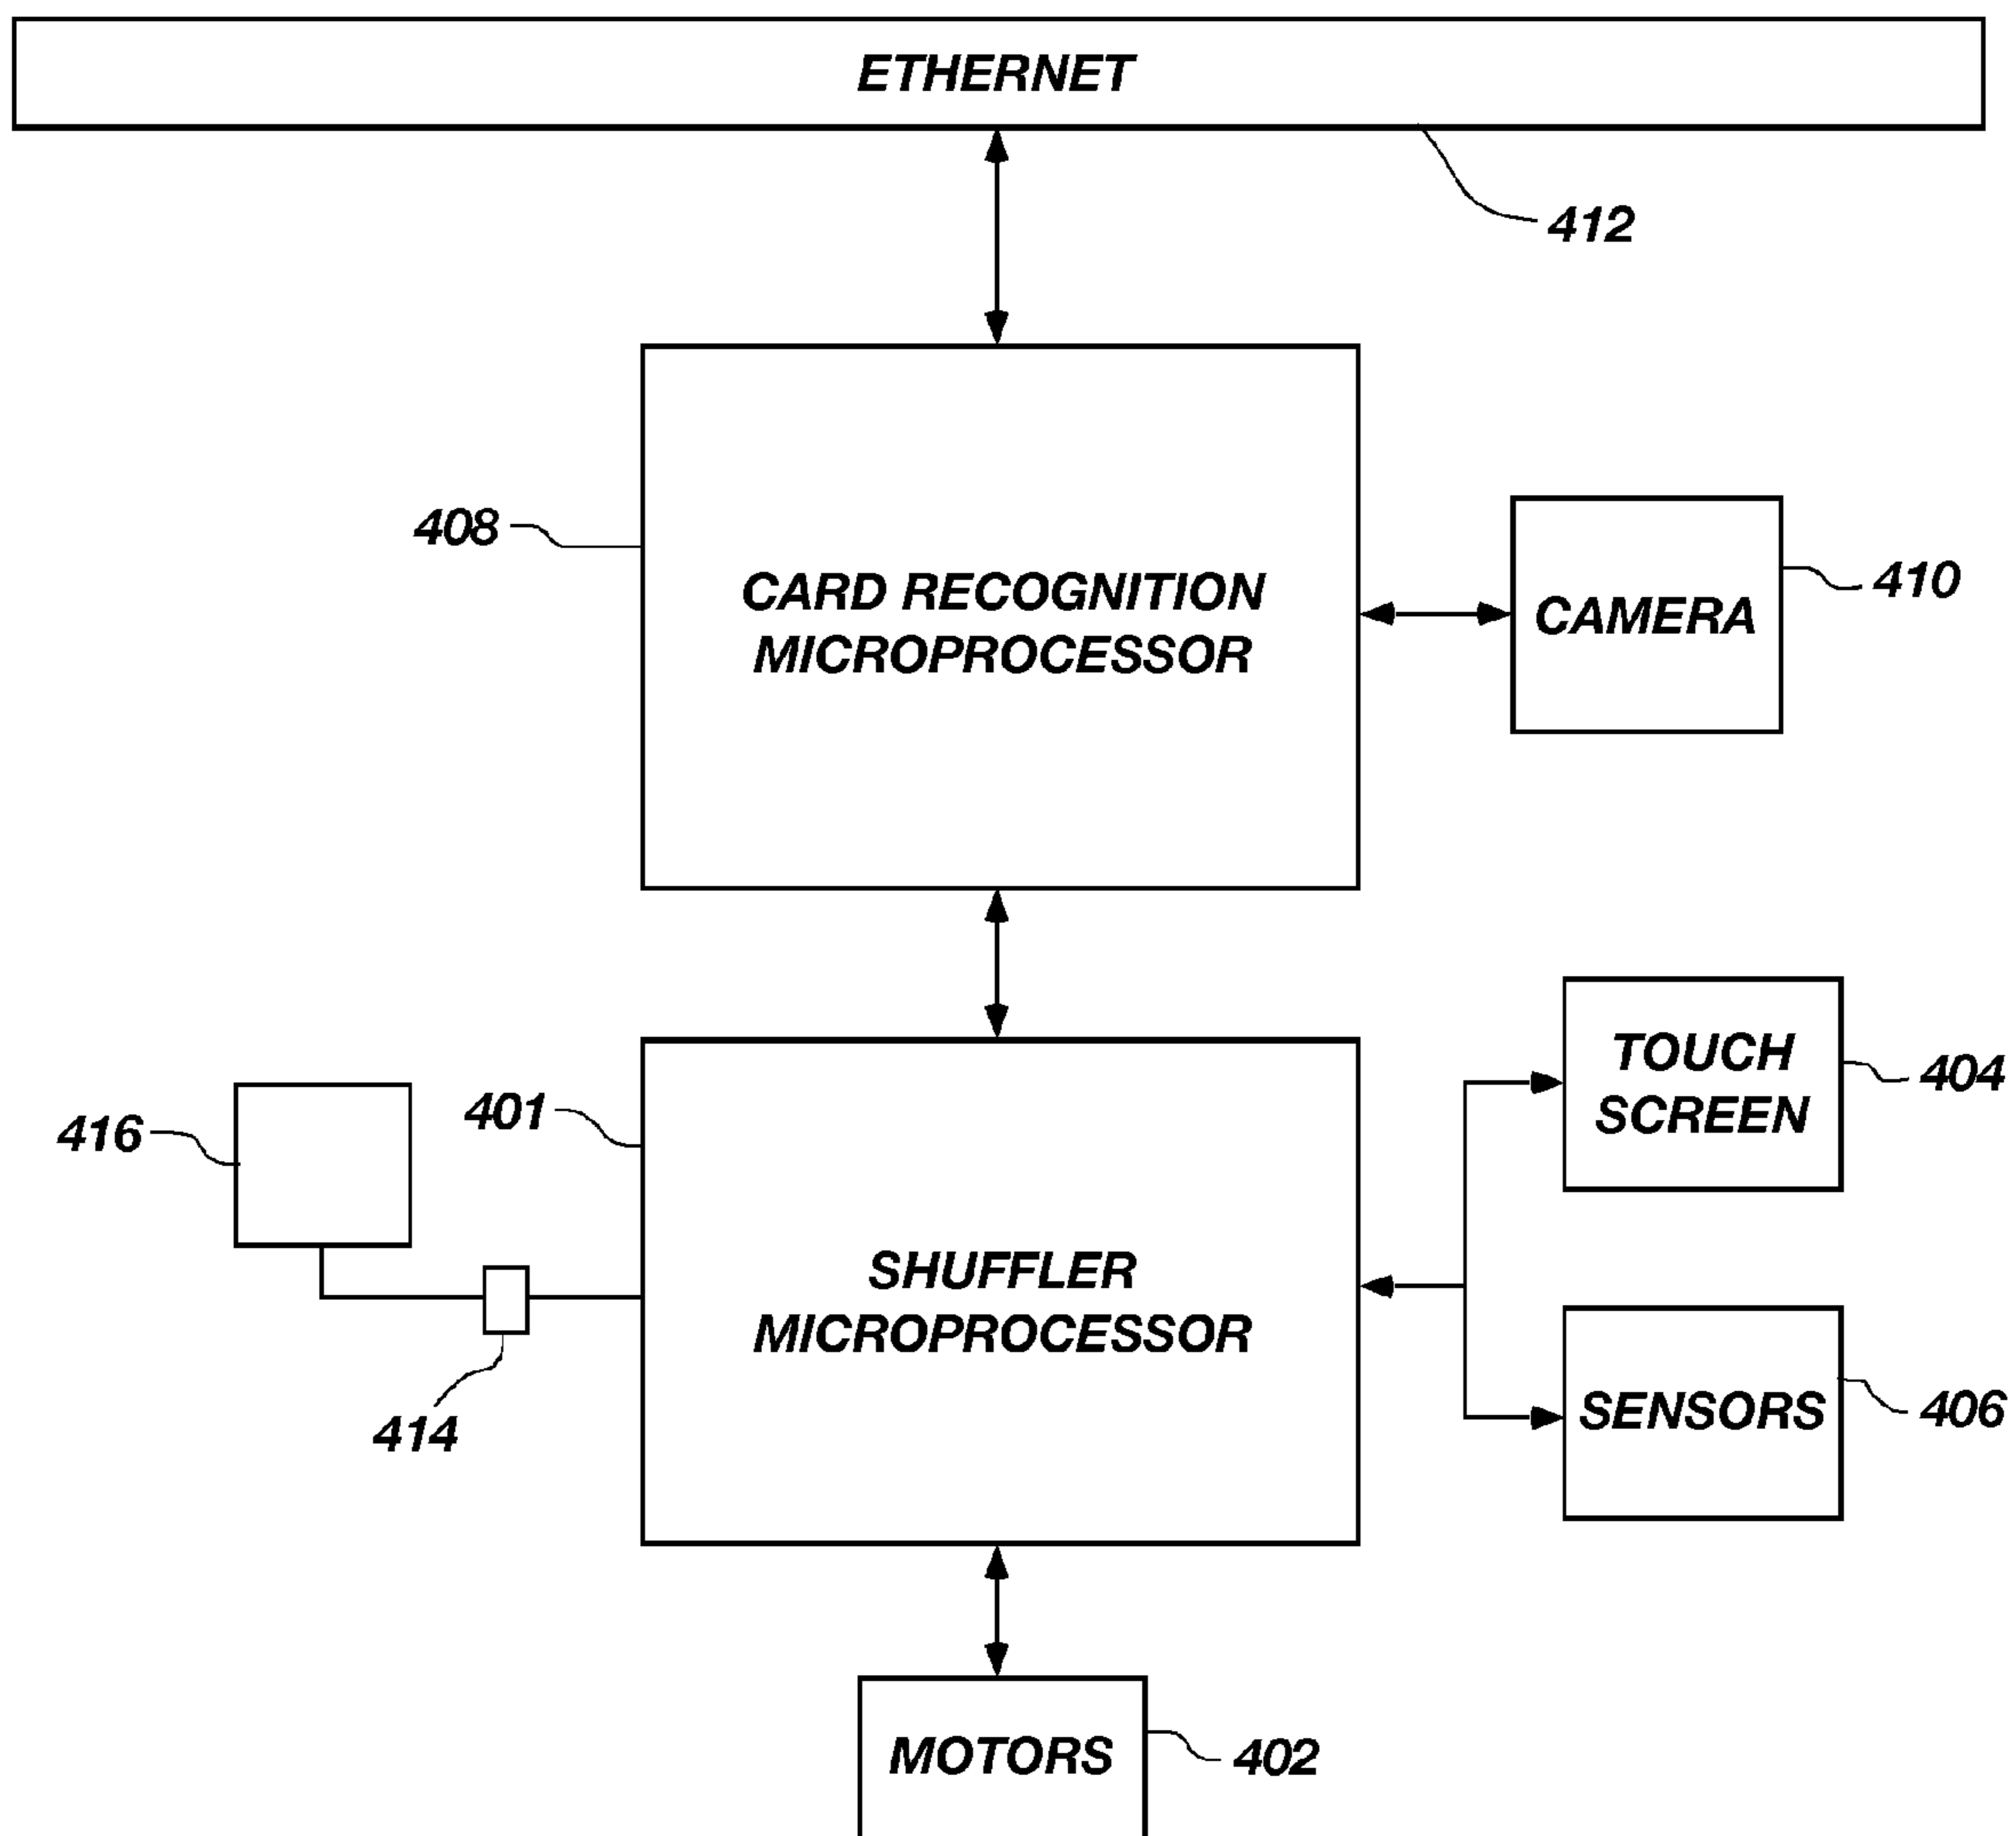 ETHERNET
412
408
CARD RECOGNITION
MICROPROCESSOR
CAMERA
410
TOUCH
SCREEN
404
416
401
SHUFFLER
MICROPROCESSOR
SENSORS
406
414
MOTORS
402